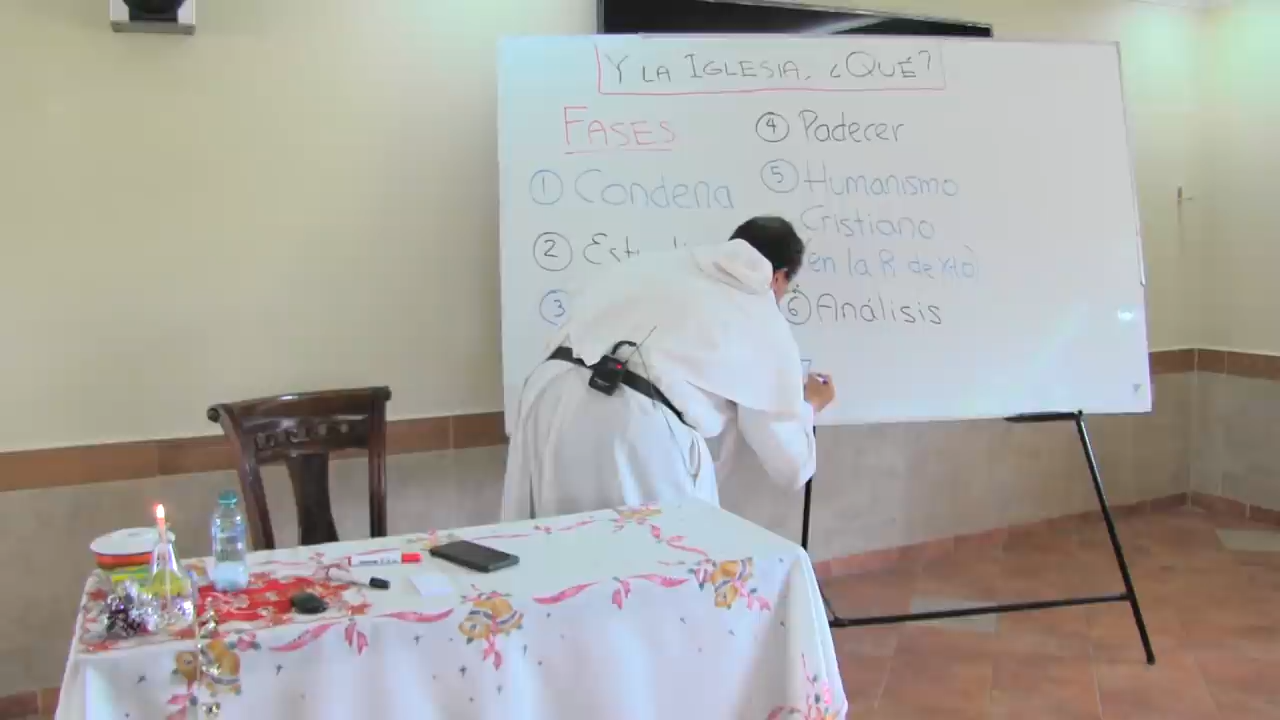 Y LA IGLESIA, ¿QUÉ?
FASES
① Condena
②
③
④ Padecer
⑤ Humanismo
Cristiano
en la R. de Xto
⑥ Análisis